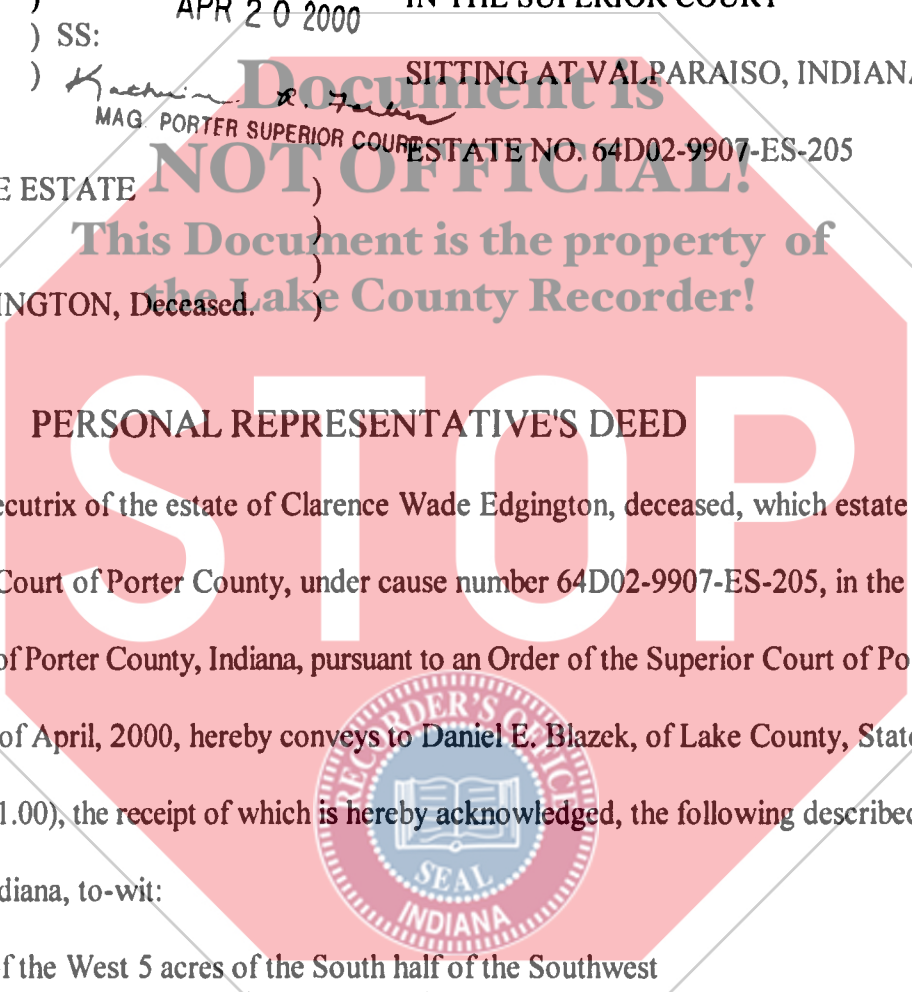 APR 20 2000
IN THE SUPERIOR COURT
) SS:
)
SITTING AT VALPARAISO, INDIANA
MAG. PORTER SUPERIOR COURT
ESTATE NO. 64D02-9907-ES-205
E ESTATE )
)
)
INGTON, Deceased. )
Document is
NOT OFFICIAL!
This Document is the property of
the Lake County Recorder!
STOP
PERSONAL REPRESENTATIVE'S DEED
ecutrix of the estate of Clarence Wade Edgington, deceased, which estate
Court of Porter County, under cause number 64D02-9907-ES-205, in the
of Porter County, Indiana, pursuant to an Order of the Superior Court of Po
of April, 2000, hereby conveys to Daniel E. Blazek, of Lake County, State
1.00), the receipt of which is hereby acknowledged, the following described
diana, to-wit:
f the West 5 acres of the South half of the Southwest
RECORDER'S OFFICE
SEAL
INDIANA